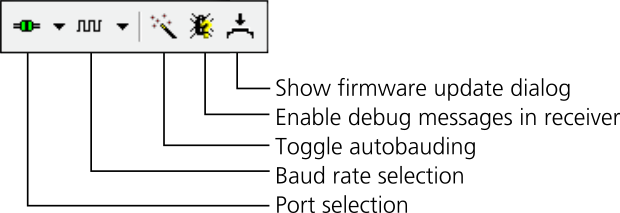 Show firmware update dialog
Enable debug messages in receiver
Toggle autobauding
Baud rate selection
Port selection